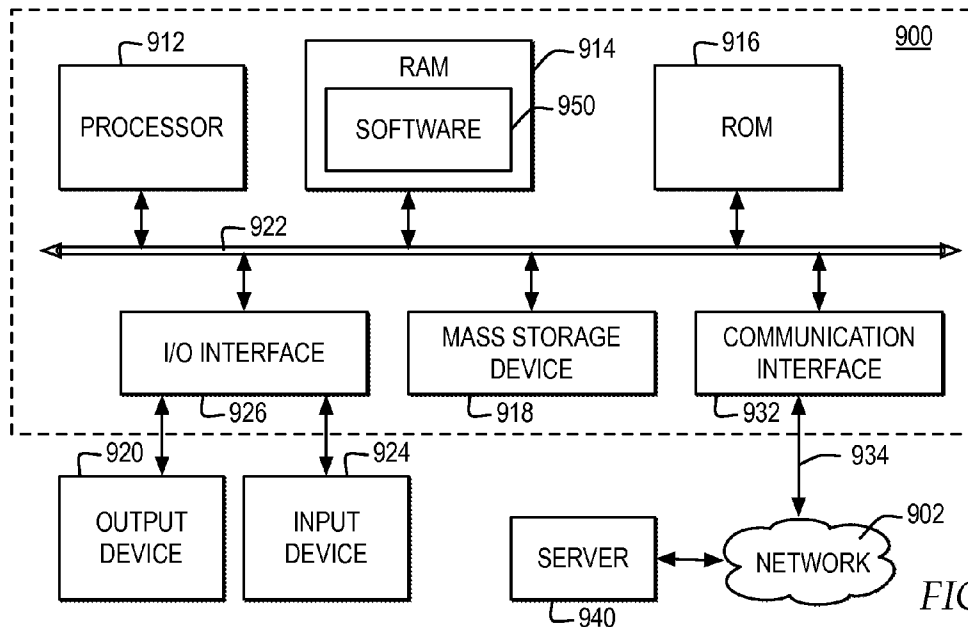 912
PROCESSOR
RAM
914
SOFTWARE
950
916
ROM
900
922
I/O INTERFACE
926
MASS STORAGE
DEVICE
918
COMMUNICATION
INTERFACE
932
920
OUTPUT
DEVICE
924
INPUT
DEVICE
934
SERVER
940
902
NETWORK
FIG